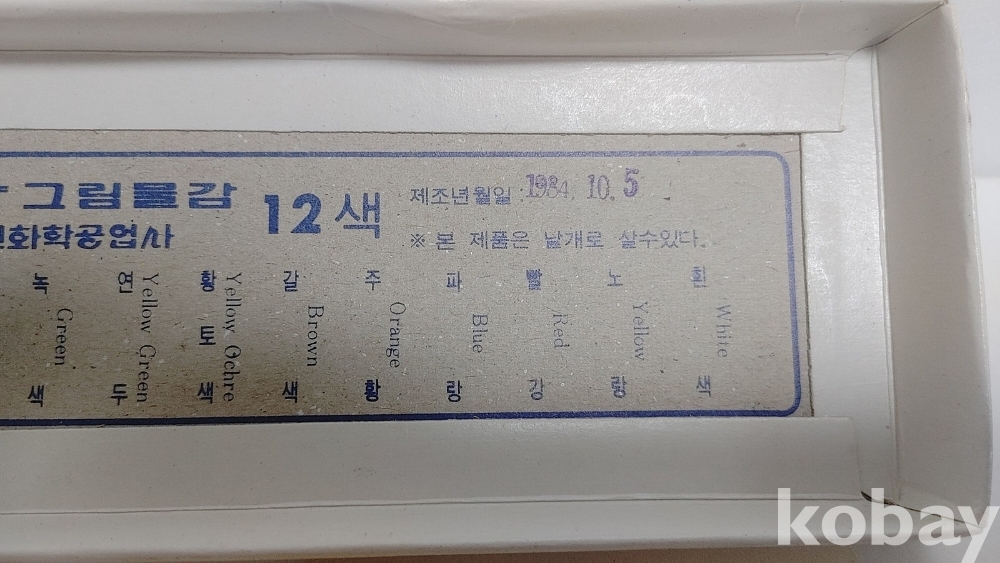 그림물감 12색 제조년월일 1984. 10. 5
화학공업사 ※ 본 제품은 낱개로 살수있다.
녹색 연두 황토색 갈색 주황 파랑 빨강 노랑 흰색
Green Yellow Green Yellow Ochre Brown Orange Blue Red Yellow White
kobay